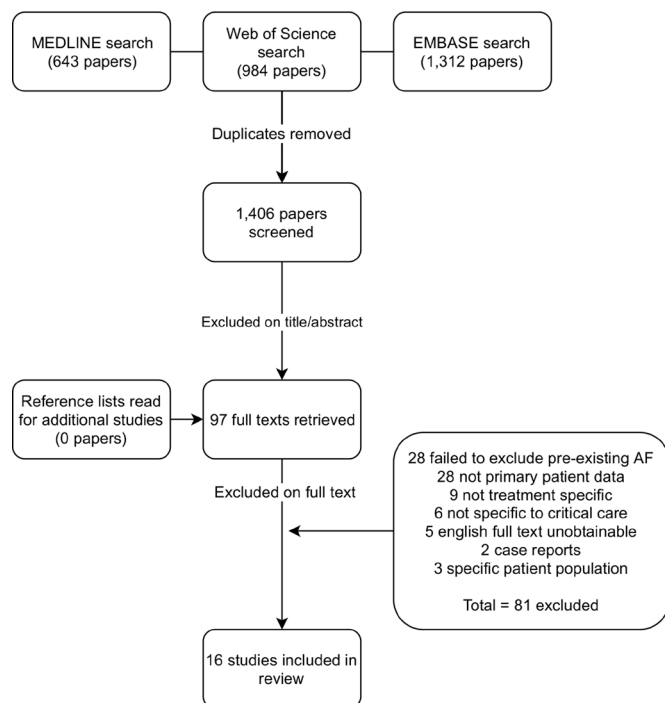 MEDLINE search
(643 papers)
Web of Science
search
(984 papers)
EMBASE search
(1,312 papers)
Duplicates removed
1,406 papers
screened
Excluded on title/abstract
Reference lists read
for additional studies
(0 papers)
97 full texts retrieved
Excluded on full text
28 failed to exclude pre-existing AF
28 not primary patient data
9 not treatment specific
6 not specific to critical care
5 english full text unobtainable
2 case reports
3 specific patient population
Total = 81 excluded
16 studies included in
review